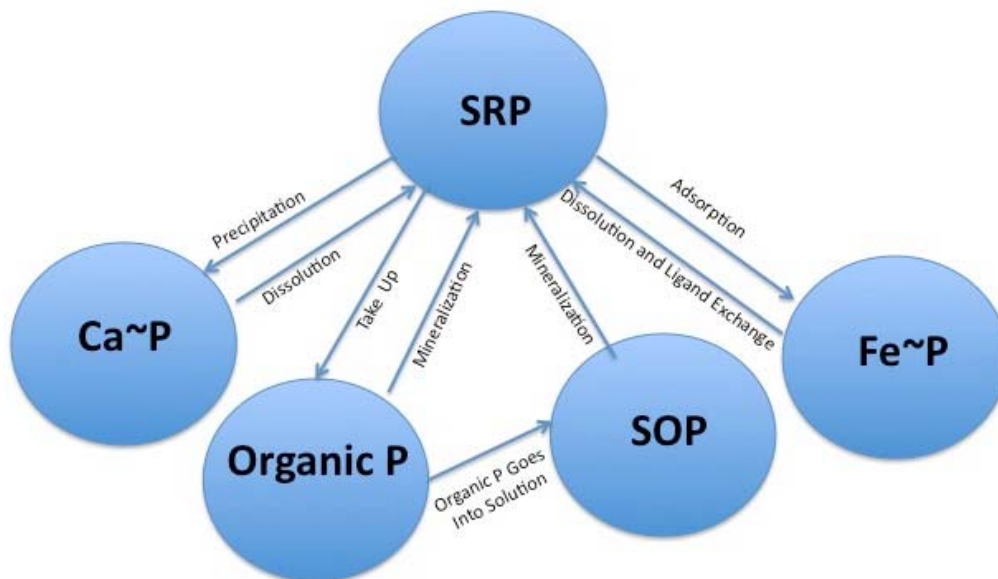 SRP
Precipitation
Dissolution
Take Up
Mineralization
Mineralization
Dissolution and Ligand Exchange
Adsorption
Ca~P
Organic P
SOP
Fe~P
Organic P Goes
Into Solution